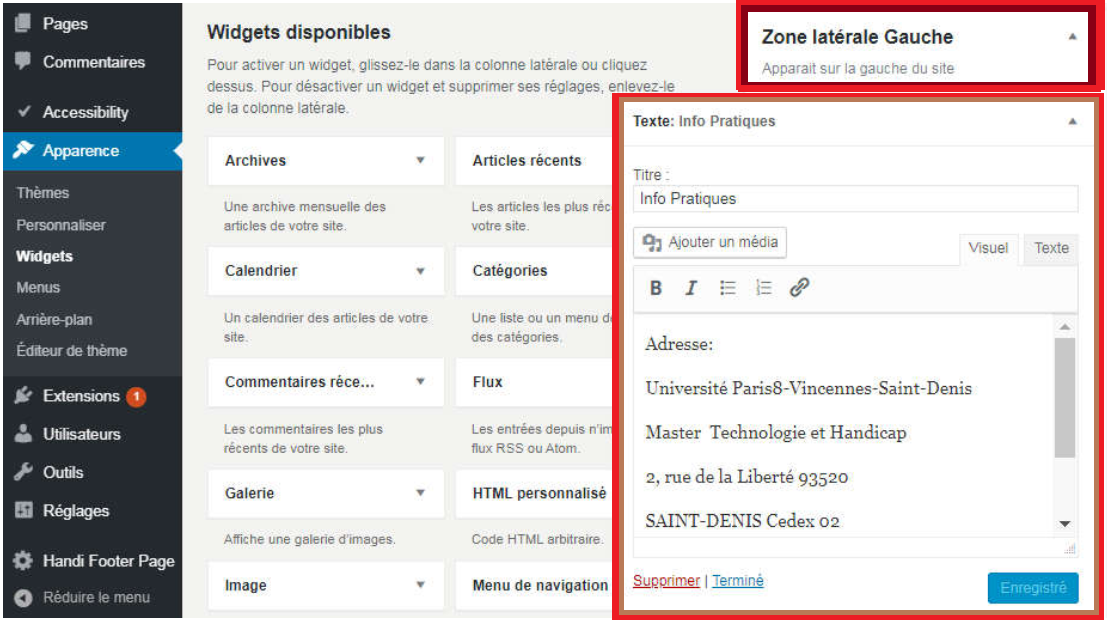 Pages
Commentaires
Accessibility
Apparence
Thèmes
Personnaliser
Widgets
Menus
Arrière-plan
Éditeur de thème
Extensions 1
Utilisateurs
Outils
Réglages
Handi Footer Page
Réduire le menu
Widgets disponibles
Pour activer un widget, glissez-le dans la colonne latérale ou cliquez
dessus. Pour désactiver un widget et supprimer ses réglages, enlevez-le
de la colonne latérale.
Archives
Une archive mensuelle des
articles de votre site.
Articles récents
Les articles les plus réc
votre site.
Calendrier
Un calendrier des articles de votre
site.
Catégories
Une liste ou un menu d
des catégories.
Commentaires réce...
Les commentaires les plus
récents de votre site.
Flux
Les entrées depuis n'im
flux RSS ou Atom.
Galerie
Affiche une galerie d'images.
HTML personnalisé
Code HTML arbitraire.
Image
Menu de navigation
Zone latérale Gauche
Apparait sur la gauche du site
Texte: Info Pratiques
Titre :
Info Pratiques
Ajouter un média
Visuel Texte
B I
Adresse:
Université Paris8-Vincennes-Saint-Denis
Master Technologie et Handicap
2, rue de la Liberté 93520
SAINT-DENIS Cedex 02
Supprimer | Terminé
Enregistré